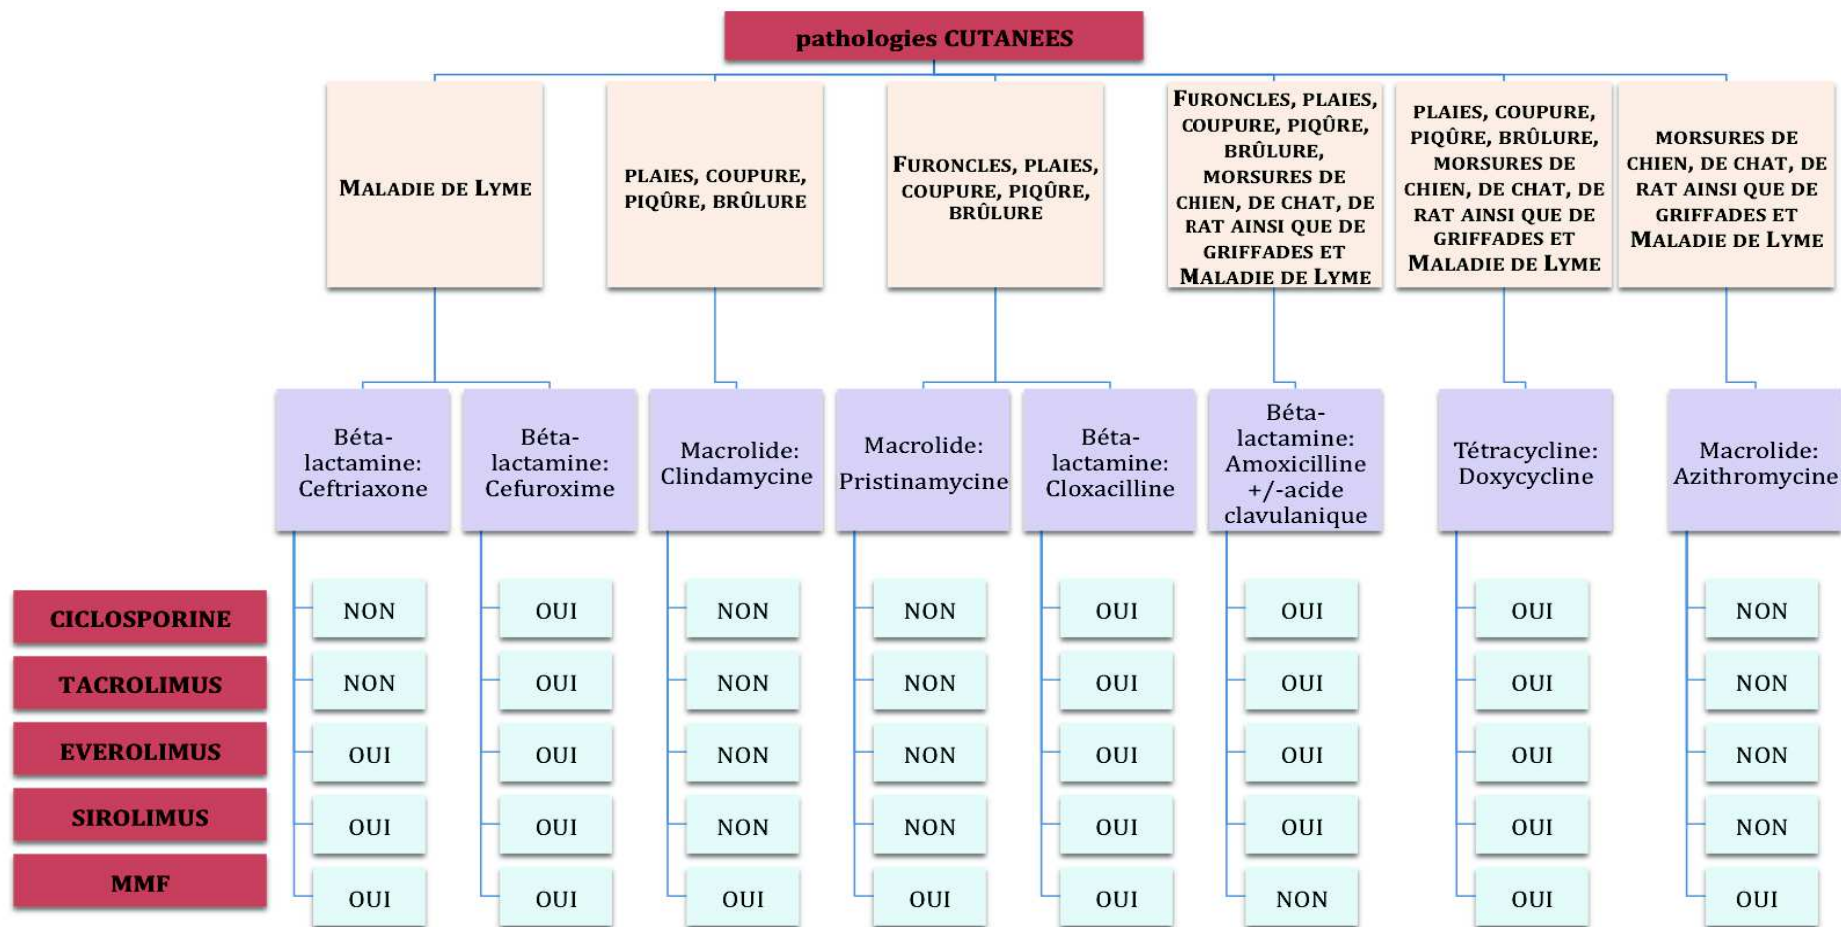 pathologies CUTANEES
MALADIE DE LYME
PLAIES, COUPURE,
PIQÛRE, BRÛLURE
FURONCLES, PLAIES,
COUPURE, PIQÛRE,
BRÛLURE
FURONCLES, PLAIES,
COUPURE, PIQÛRE,
BRÛLURE,
MORSURES DE
CHIEN, DE CHAT, DE
RAT AINSI QUE DE
GRIFFADES ET
MALADIE DE LYME
PLAIES, COUPURE,
PIQÛRE, BRÛLURE,
MORSURES DE
CHIEN, DE CHAT, DE
RAT AINSI QUE DE
GRIFFADES ET
MALADIE DE LYME
MORSURES DE
CHIEN, DE CHAT, DE
RAT AINSI QUE DE
GRIFFADES ET
MALADIE DE LYME
Béta-
lactamine:
Ceftriaxone
Béta-
lactamine:
Cefuroxime
Macrolide:
Clindamycine
Macrolide:
Pristinamycine
Béta-
lactamine:
Cloxacilline
Béta-
lactamine:
Amoxicilline
+/-acide
clavulanique
Tétracycline:
Doxycycline
Macrolide:
Azithromycine
CICLOSPORINE NON OUI NON NON OUI OUI OUI NON
TACROLIMUS NON OUI NON NON OUI OUI OUI NON
EVEROLIMUS OUI OUI NON NON OUI OUI OUI NON
SIROLIMUS OUI OUI NON NON OUI OUI OUI NON
MMF OUI OUI OUI OUI OUI NON OUI OUI